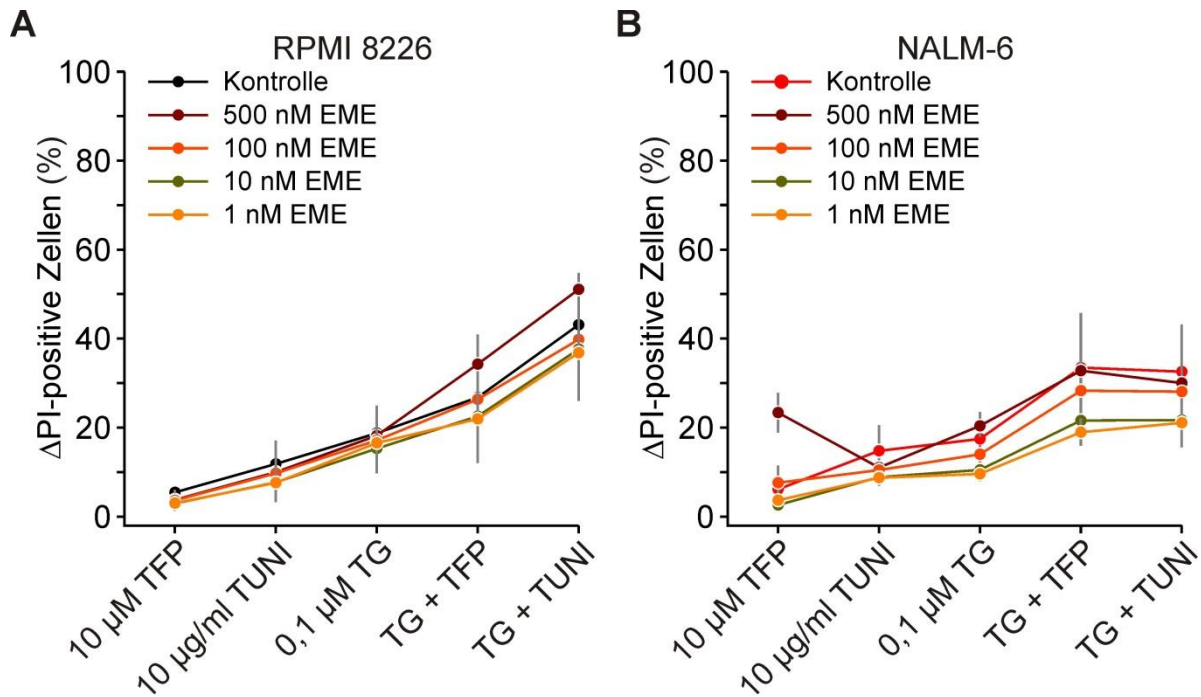 A
RPMI 8226
ΔPI-positive Zellen (%)
100
80
60
40
20
0
Kontrolle
500 nM EME
100 nM EME
10 nM EME
1 nM EME
10 µM TFP
10 µg/ml TUNI
0,1 µM TG
TG + TFP
TG + TUNI
B
NALM-6
ΔPI-positive Zellen (%)
100
80
60
40
20
0
Kontrolle
500 nM EME
100 nM EME
10 nM EME
1 nM EME
10 µM TFP
10 µg/ml TUNI
0,1 µM TG
TG + TFP
TG + TUNI